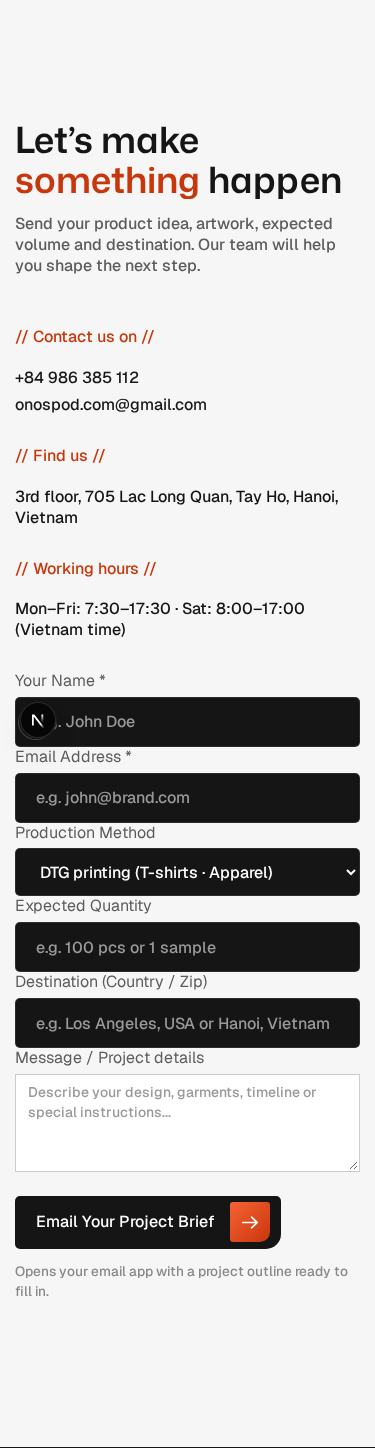 Let’s make
something happen
Send your product idea, artwork, expected
volume and destination. Our team will help
you shape the next step.
// Contact us on //
+84 986 385 112
onospod.com@gmail.com
// Find us //
3rd floor, 705 Lac Long Quan, Tay Ho, Hanoi,
Vietnam
// Working hours //
Mon–Fri: 7:30–17:30 · Sat: 8:00–17:00
(Vietnam time)
Your Name *
N
John Doe
Email Address *
e.g. john@brand.com
Production Method
DTG printing (T-shirts · Apparel)
Expected Quantity
e.g. 100 pcs or 1 sample
Destination (Country / Zip)
e.g. Los Angeles, USA or Hanoi, Vietnam
Message / Project details
Describe your design, garments, timeline or
special instructions...
Email Your Project Brief →
Opens your email app with a project outline ready to
fill in.